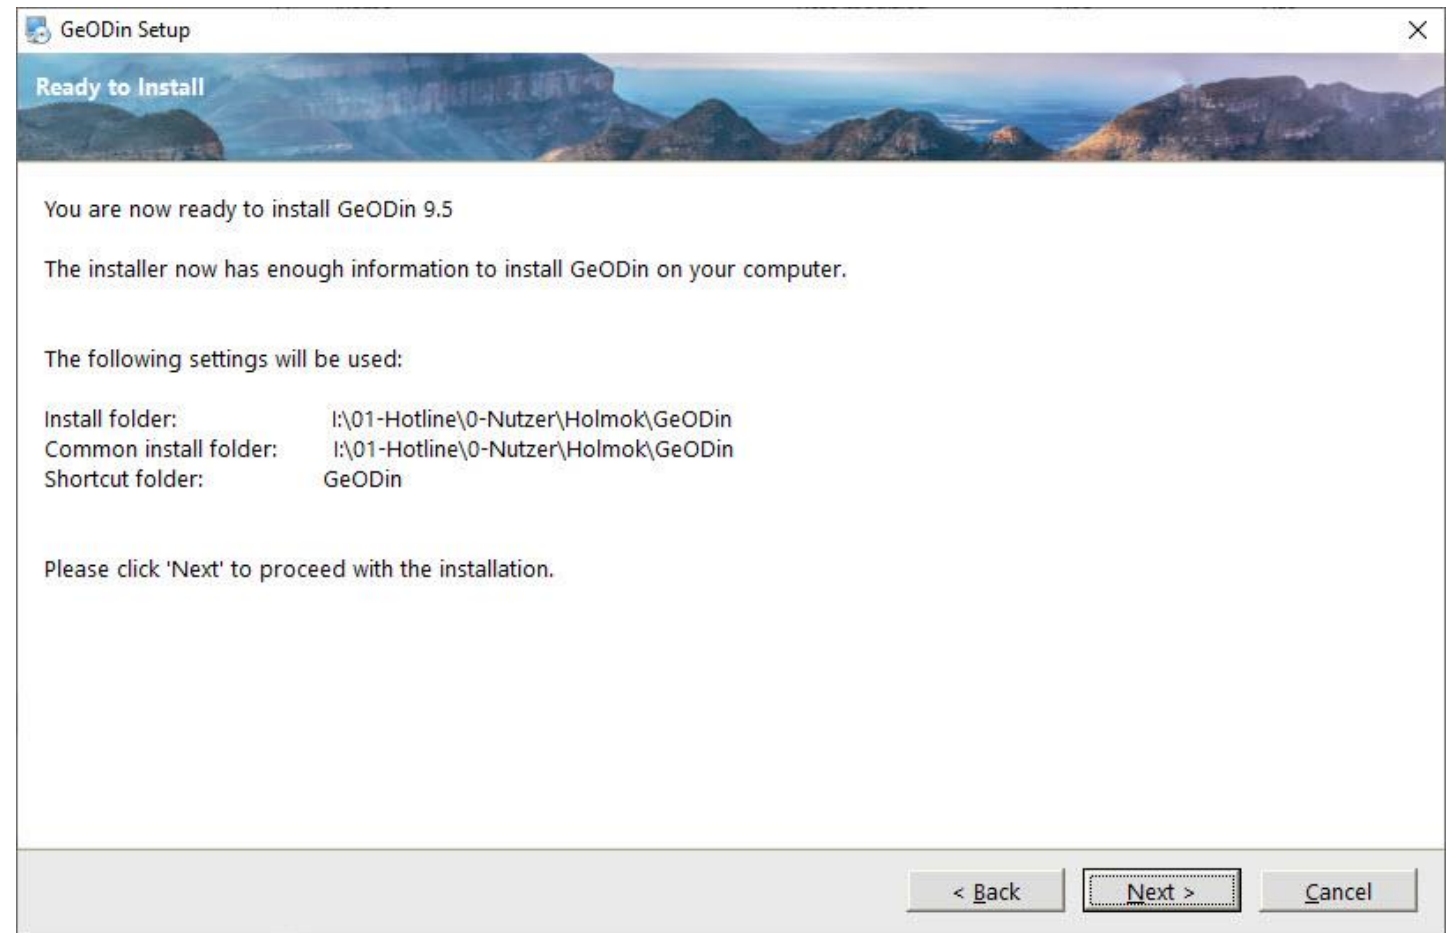 GeODin Setup
Ready to Install
You are now ready to install GeODin 9.5
The installer now has enough information to install GeODin on your computer.
The following settings will be used:
Install folder: I:\01-Hotline\0-Nutzer\Holmok\GeODin
Common install folder: I:\01-Hotline\0-Nutzer\Holmok\GeODin
Shortcut folder: GeODin
Please click 'Next' to proceed with the installation.
< Back Next > Cancel